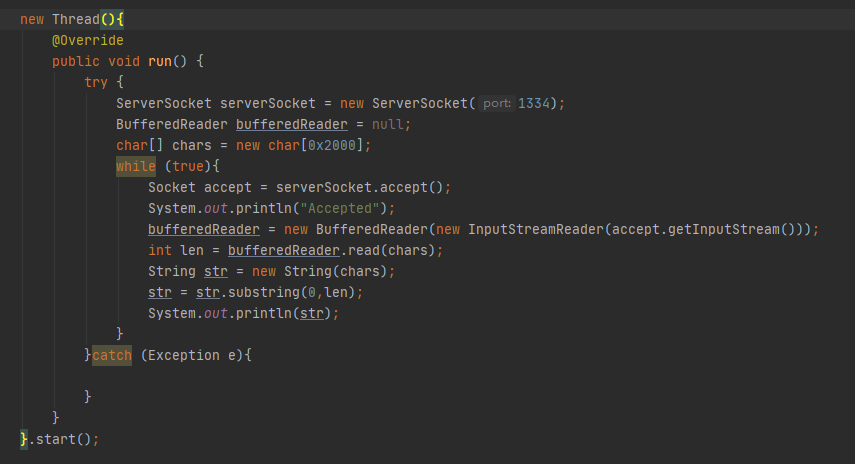 new Thread(){
    @Override
    public void run() {
        try {
            ServerSocket serverSocket = new ServerSocket( port: 1334);
            BufferedReader bufferedReader = null;
            char[] chars = new char[0x2000];
            while (true){
                Socket accept = serverSocket.accept();
                System.out.println("Accepted");
                bufferedReader = new BufferedReader(new InputStreamReader(accept.getInputStream()));
                int len = bufferedReader.read(chars);
                String str = new String(chars);
                str = str.substring(0,len);
                System.out.println(str);
            }
        }catch (Exception e){

        }
    }
}.start();